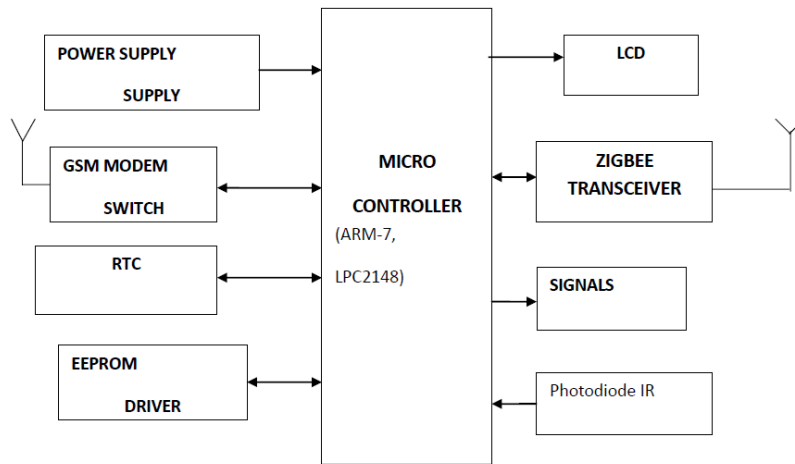 POWER SUPPLY
SUPPLY
GSM MODEM
SWITCH
RTC
EEPROM
DRIVER
MICRO
CONTROLLER
(ARM-7,
LPC2148)
LCD
ZIGBEE
TRANSCEIVER
SIGNALS
Photodiode IR